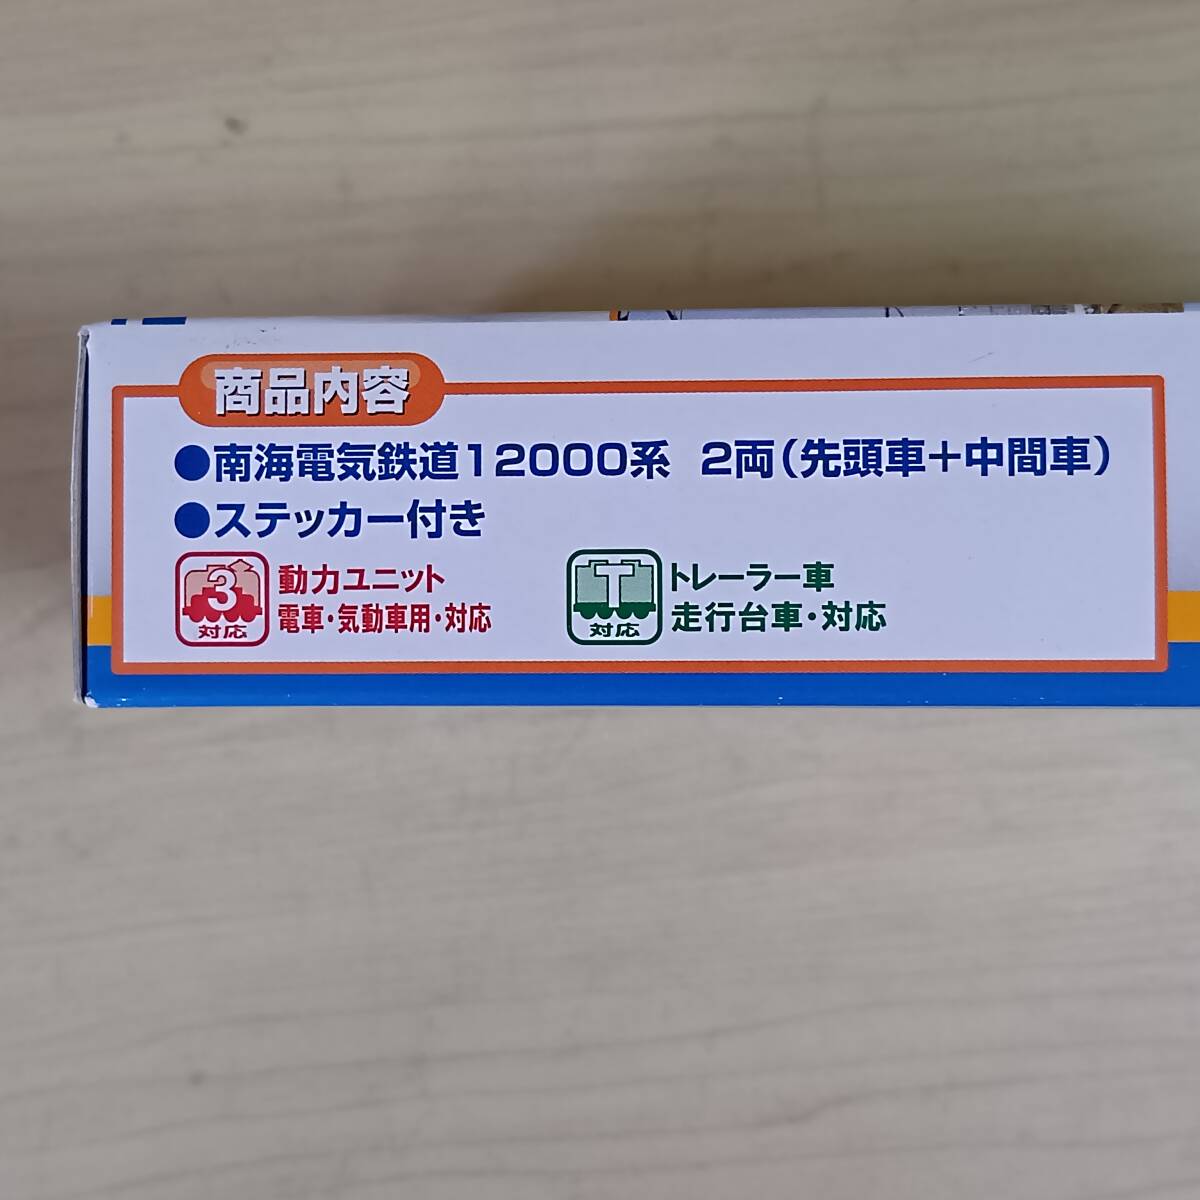 商品内容
●南海電気鉄道12000系 2両(先頭車+中間車)
●ステッカー付き
3
対応
動力ユニット
電車・気動車用・対応
T
対応
トレーラー車
走行台車・対応